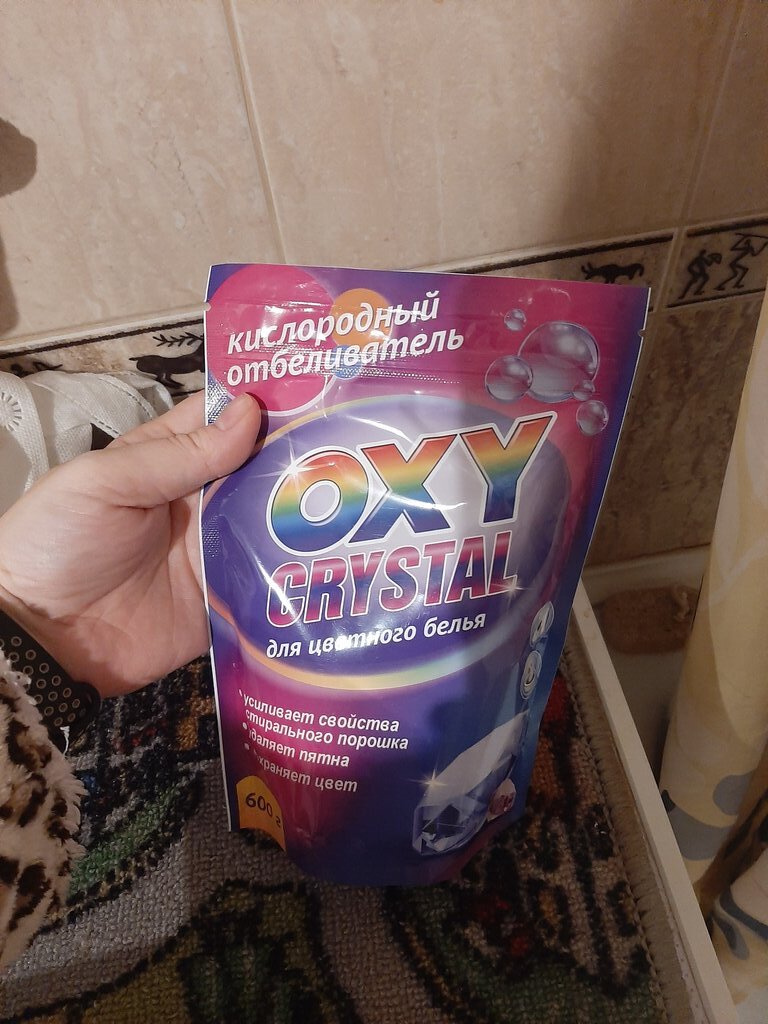 кислородный
отбеливатель
OXY
CRYSTAL
для цветного белья
• усиливает свойства
стирального порошка
• удаляет пятна
• сохраняет цвет
600 г